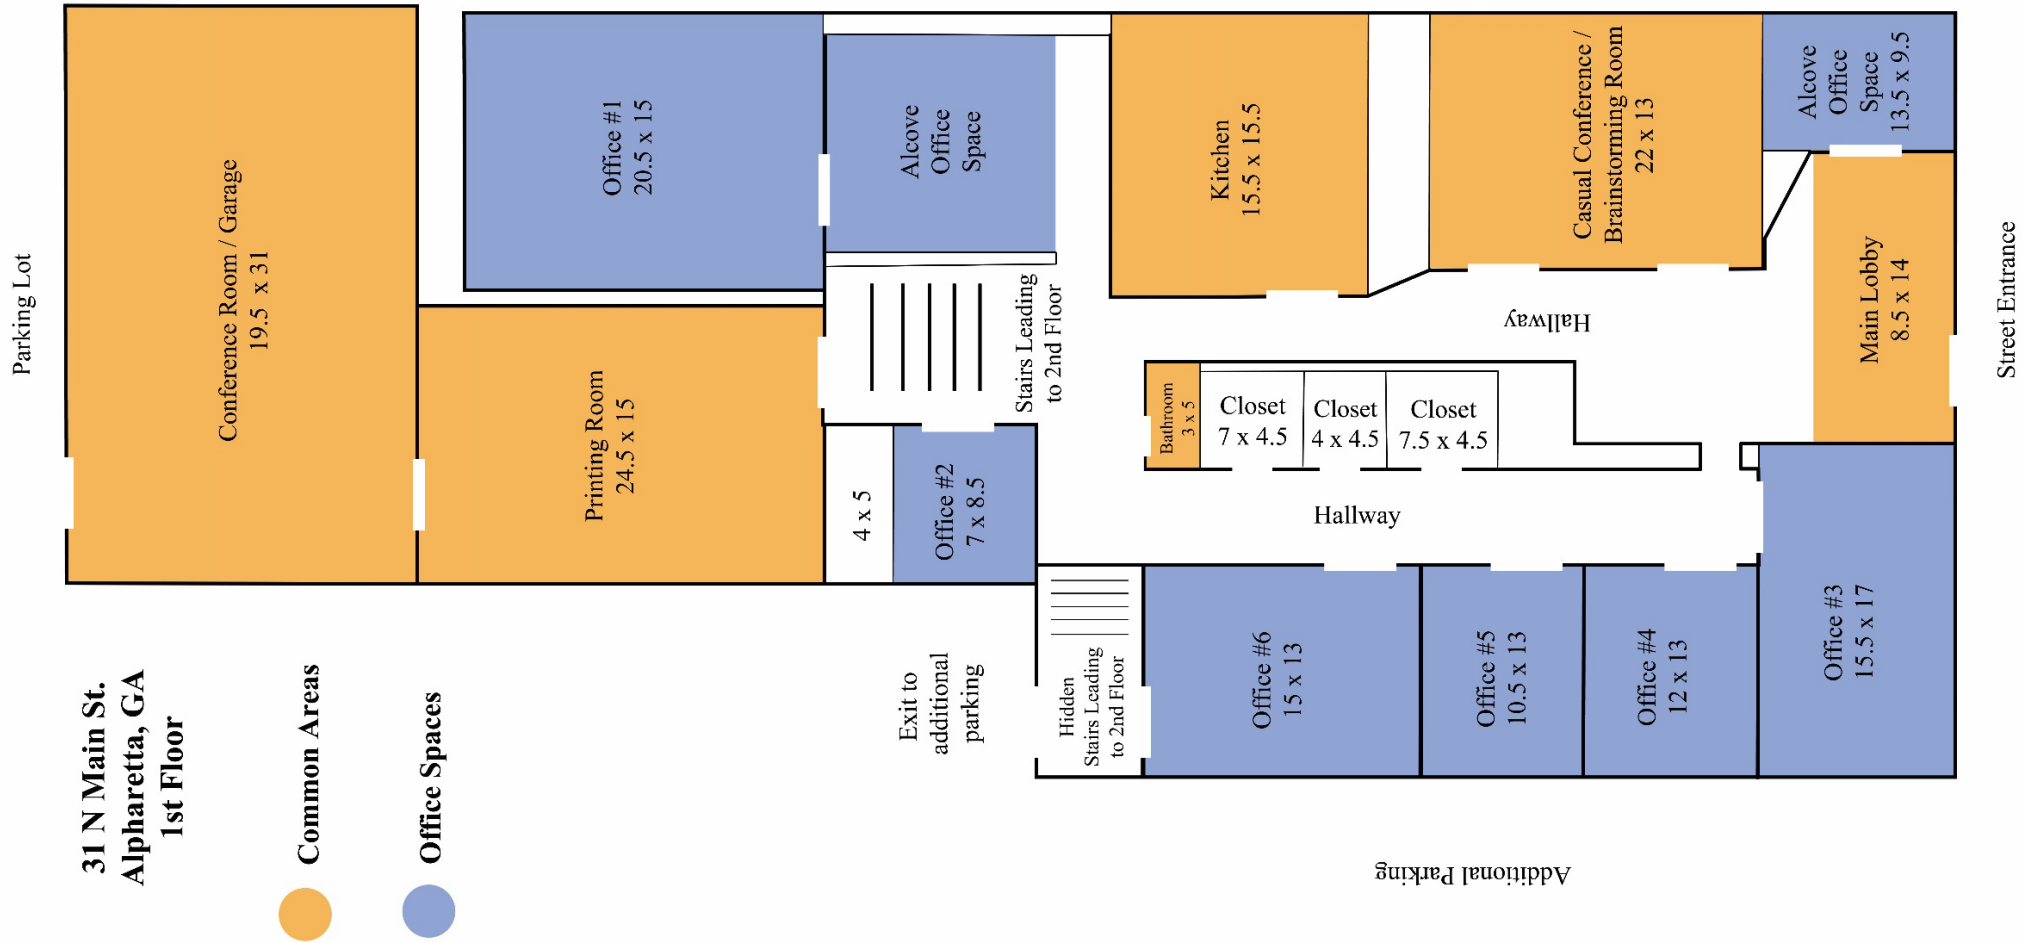 31 N Main St.
Alpharetta, GA
1st Floor
Common Areas
Office Spaces
Parking Lot
Conference Room / Garage
19.5 x 31
Office #1
20.5 x 15
Alcove
Office
Space
Printing Room
24.5 x 15
Stairs Leading
to 2nd Floor
4 x 5
Office #2
7 x 8.5
Kitchen
15.5 x 15.5
Casual Conference /
Brainstorming Room
22 x 13
Alcove
Office
Space
13.5 x 9.5
Main Lobby
8.5 x 14
Street Entrance
Hallway
Bathroom
3 x 5
Closet
7 x 4.5
Closet
4 x 4.5
Closet
7.5 x 4.5
Hallway
Exit to
additional
parking
Hidden
Stairs Leading
to 2nd Floor
Office #6
15 x 13
Office #5
10.5 x 13
Office #4
12 x 13
Office #3
15.5 x 17
Additional Parking